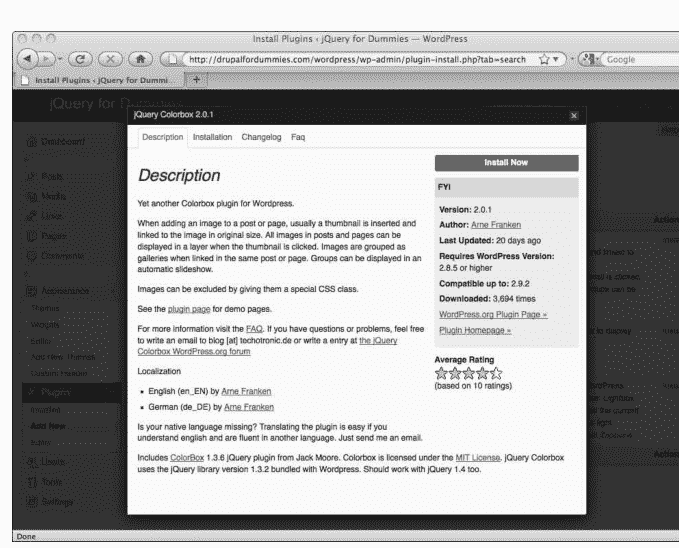 Install Plugins ‹ jQuery for Dummies — WordPress
http://drupalfordummies.com/wordpress/wp-admin/plugin-install.php?tab=search
Google
Install Plugins ‹ jQuery for Dummi...
jQuery for Dummies
jQuery Colorbox 2.0.1
Description Installation Changelog Faq
Dashboard
Posts
Media
Links
Pages
Comments
Appearance
Themes
Widgets
Editor
Add New Themes
Custom Header
Plugins
Installed
Add New
Editor
Users
Tools
Settings
Description
Yet another Colorbox plugin for Wordpress.
When adding an image to a post or page, usually a thumbnail is inserted and
linked to the image in original size. All images in posts and pages can be
displayed in a layer when the thumbnail is clicked. Images are grouped as
galleries when linked in the same post or page. Groups can be displayed in an
automatic slideshow.
Images can be excluded by giving them a special CSS class.
See the plugin page for demo pages.
For more information visit the FAQ. If you have questions or problems, feel free
to write an email to blog [at] techotronic.de or write a entry at the jQuery
Colorbox WordPress.org forum
Localization
English (en_EN) by Arne Franken
German (de_DE) by Arne Franken
Is your native language missing? Translating the plugin is easy if you
understand english and are fluent in another language. Just send me an email.
Includes ColorBox 1.3.6 jQuery plugin from Jack Moore. Colorbox is licensed under the MIT License. jQuery Colorbox
uses the jQuery library version 1.3.2 bundled with Wordpress. Should work with jQuery 1.4 too.
Install Now
FYI
Version: 2.0.1
Author: Arne Franken
Last Updated: 20 days ago
Requires WordPress Version:
2.8.5 or higher
Compatible up to: 2.9.2
Downloaded: 3,694 times
WordPress.org Plugin Page »
Plugin Homepage »
Average Rating
(based on 10 ratings)
Done